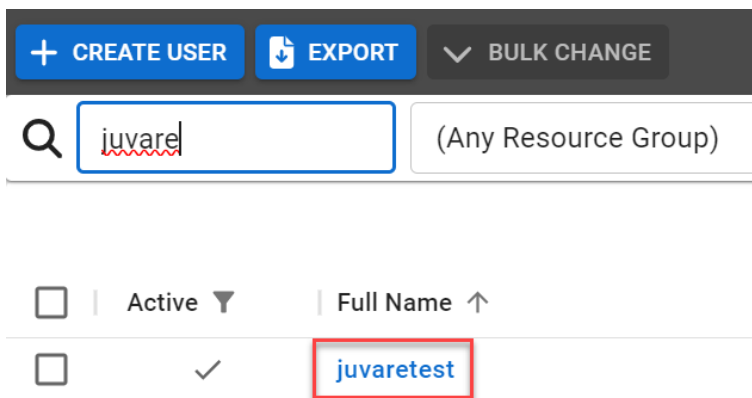 CREATE USER EXPORT BULK CHANGE
juvare (Any Resource Group)
Active Full Name
juvaretest